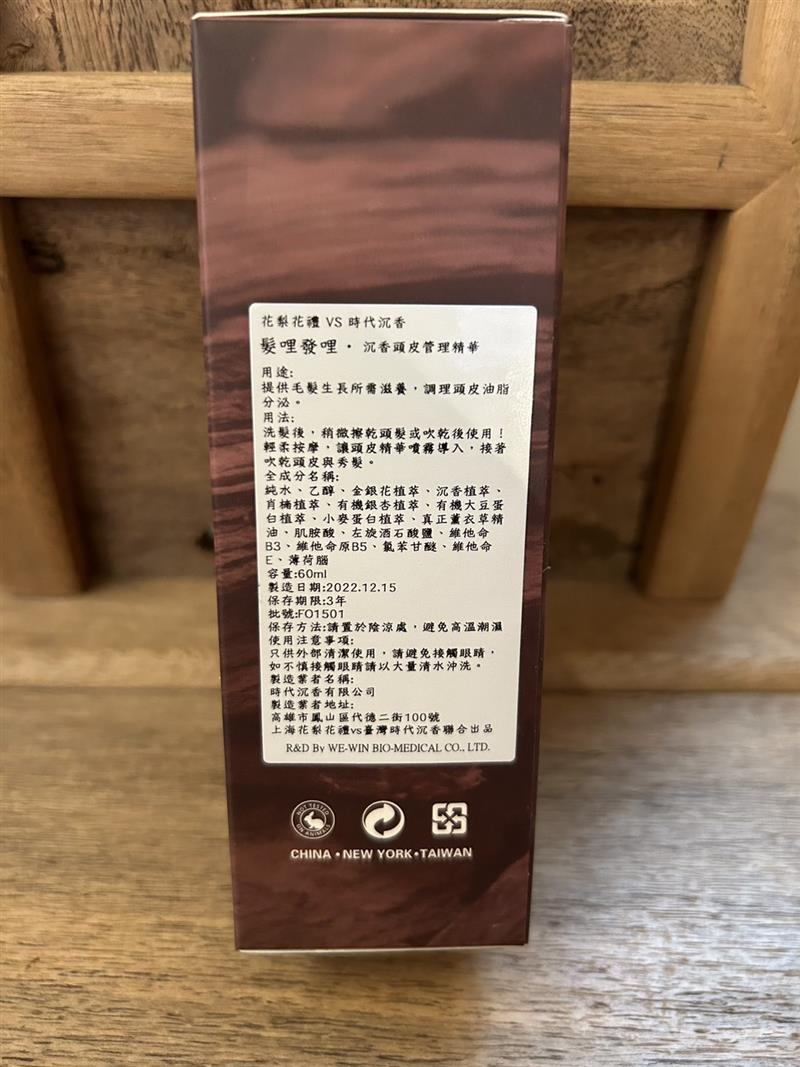 花梨花禮 VS 時代沉香
髮哩發哩・沉香頭皮管理精華
用途:
提供毛髮生長所需滋養，調理頭皮油脂
分泌。
用法:
洗髮後，稍微擦乾頭髮或吹乾後使用！
輕柔按摩，讓頭皮精華噴霧導入，接著
吹乾頭皮與秀髮。
全成分名稱:
純水、乙醇、金銀花植萃、沉香植萃、
肖楠植萃、有機銀杏植萃、有機大豆蛋
白植萃、小麥蛋白植萃、真正薰衣草精
油、肌胺酸、左旋酒石酸鹽、維他命
B3、維他命原B5、氯苯甘醚、維他命
E、薄荷腦
容量:60ml
製造日期:2022.12.15
保存期限:3年
批號:FO1501
保存方法:請置於陰涼處，避免高溫潮濕
使用注意事項:
只供外部清潔使用，請避免接觸眼睛，
如不慎接觸眼睛請以大量清水沖洗。
製造業者名稱:
時代沉香有限公司
製造業者地址:
高雄市鳳山區代德二街100號
上海花梨花禮vs臺灣時代沉香聯合出品
R&D By WE-WIN BIO-MEDICAL CO., LTD.
NOT TESTED
ON ANIMALS
CHINA・NEW YORK・TAIWAN